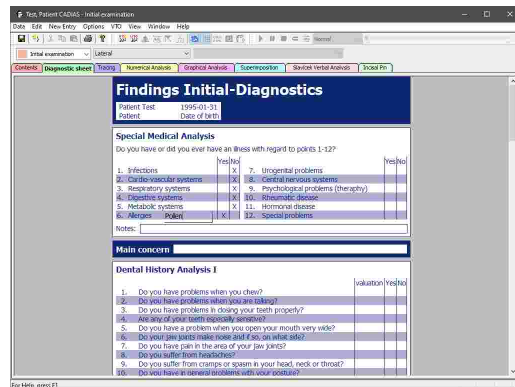 Test, Patient CADIAS - Initial examination
Data Edit New Entry Options VTO View Window Help
Normal
Initial examination Lateral
Contents Diagnostic sheet Tracing Numerical Analysis Graphical Analysis Superimposition Slavicek Verbal Analysis Incisal Pin
Findings Initial-Diagnostics
Patient Test 1995-01-31
Patient Date of birth
Special Medical Analysis
Do you have or did you ever have an illness with regard to points 1-12?
Yes No Yes No
1. Infections X 7. Urogenital problems
2. Cardio-vascular systems X 8. Central nervous systems
3. Respiratory systems X 9. Psychological problems (theraphy)
4. Digestive systems X 10. Rheumatic disease
5. Metabolic systems X 11. Hormonal disease
6. Allerges Pollen X 12. Special problems
Notes:
Main concern
Dental History Analysis I
valuation Yes No
1. Do you have problems when you chew?
2. Do you have problems when you are talking?
3. Do you have problems in closing your teeth properly?
4. Are any of your teeth especially sensitive?
5. Do you have a problem when you open your mouth very wide?
6. Do your jaw joints make noise and if so, on what side?
7. Do you have pain in the area of your jaw joints?
8. Do you suffer from headaches?
9. Do you suffer from cramps or spasm in your head, neck or throat?
10. Do you have in general problems with your posture?
For Help, press F1